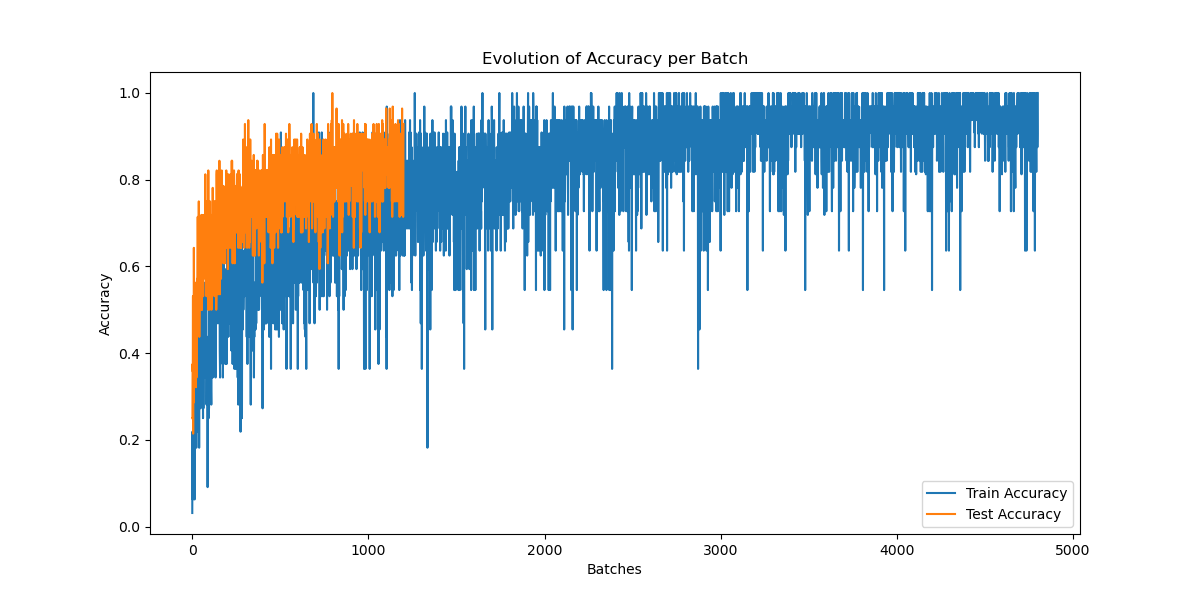 Evolution of Accuracy per Batch
1.0
0.8
0.6
0.4
0.2
0.0
Accuracy
0
1000
2000
3000
4000
5000
Batches
Train Accuracy
Test Accuracy